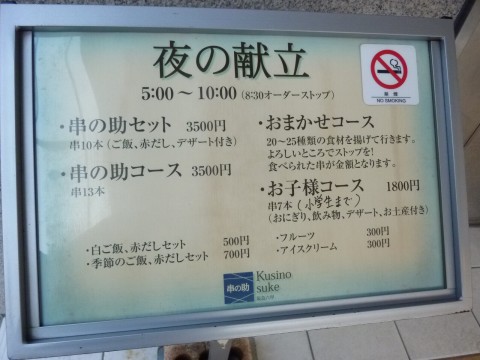 夜の献立
5:00～10:00 (8:30オーダーストップ)
禁煙
NO SMOKING
・串の助セット 3500円
串10本(ご飯、赤だし、デザート付き)
・串の助コース 3500円
串13本
・白ご飯、赤だしセット 500円
・季節のご飯、赤だしセット 700円
・おまかせコース
20～25種類の食材を揚げて行きます。
よろしいところでストップを!
食べられた串が金額となります。
・お子様コース 1800円
串7本(小学生まで)
(おにぎり、飲み物、デザート、お土産付き)
・フルーツ 300円
・アイスクリーム 300円
串の助
Kusino
suke